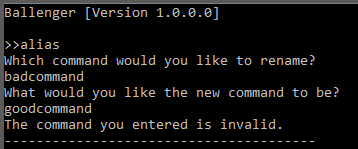 Ballenger [Version 1.0.0.0]
>>alias
Which command would you like to rename?
badcommand
What would you like the new command to be?
goodcommand
The command you entered is invalid.
---------------------------------------